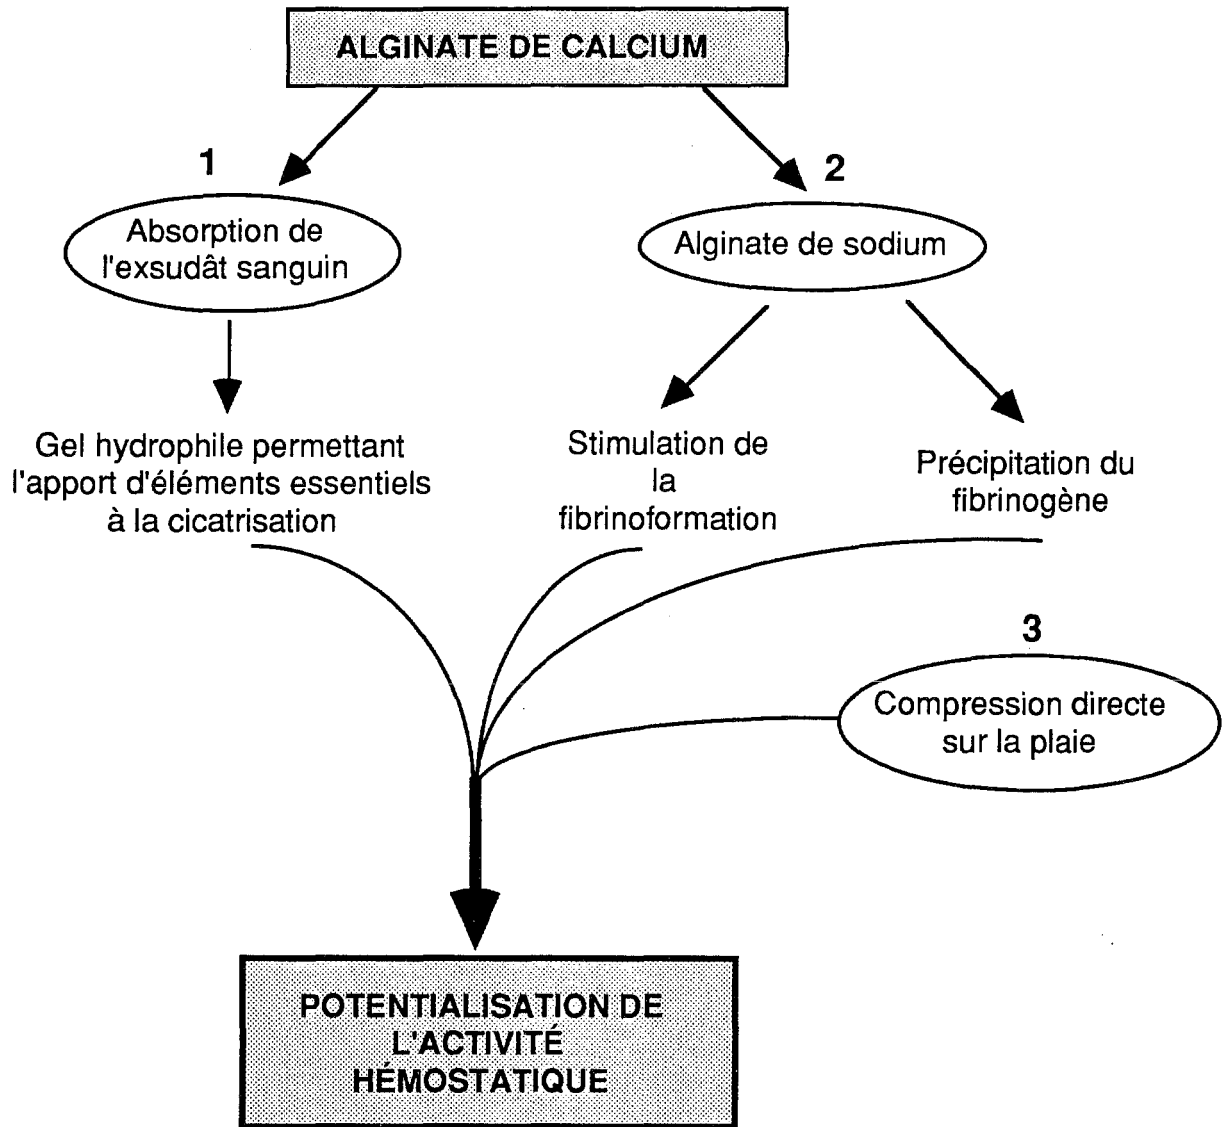 ALGINATE DE CALCIUM
1
Absorption de
l'exsudât sanguin
2
Alginate de sodium
Gel hydrophile permettant
l'apport d'éléments essentiels
à la cicatrisation
Stimulation de
la
fibrinoformation
Précipitation du
fibrinogène
3
Compression directe
sur la plaie
POTENTIALISATION DE
L'ACTIVITÉ
HÉMOSTATIQUE